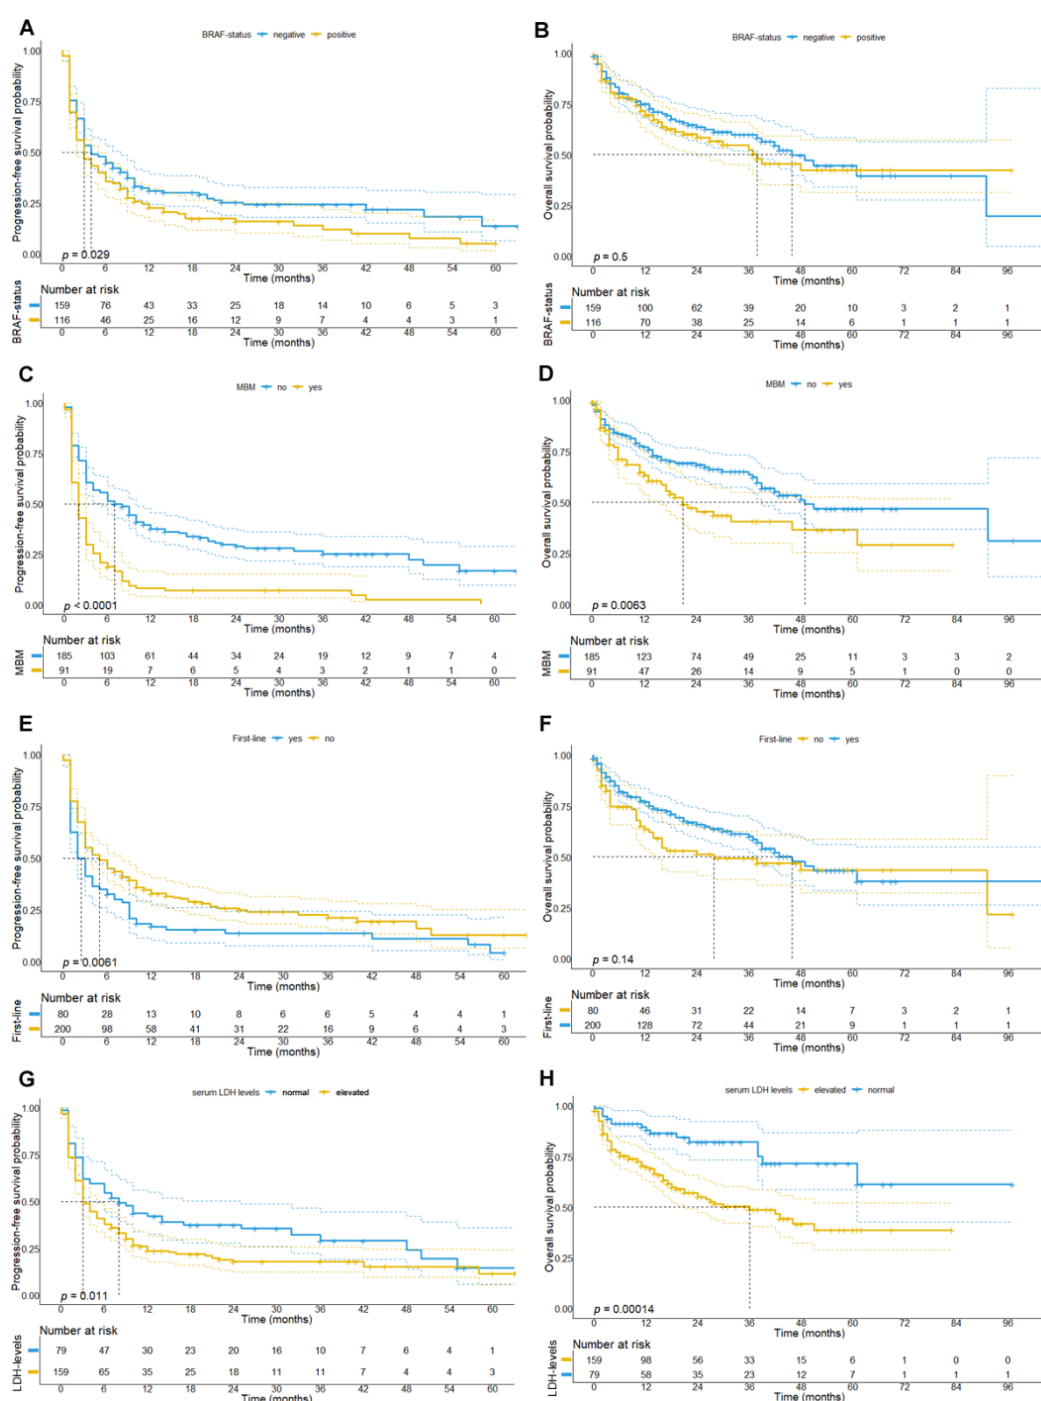 A
BRAF-status negative positive
Progression-free survival probability
1.00
0.75
0.50
0.25
0.00
p = 0.029
0 6 12 18 24 30 36 42 48 54 60
Time (months)
Number at risk
BRAF-status
159 76 43 33 25 18 14 10 6 5 3
116 46 25 16 12 9 7 4 4 3 1
0 6 12 18 24 30 36 42 48 54 60
Time (months)
B
BRAF-status negative positive
Overall survival probability
1.00
0.75
0.50
0.25
0.00
p = 0.5
0 12 24 36 48 60 72 84 96
Time (months)
Number at risk
BRAF-status
159 100 62 39 20 10 3 2 1
116 70 38 25 14 6 1 1 1
0 12 24 36 48 60 72 84 96
Time (months)
C
MBM no yes
Progression-free survival probability
1.00
0.75
0.50
0.25
0.00
p < 0.0001
0 6 12 18 24 30 36 42 48 54 60
Time (months)
Number at risk
MBM
185 103 61 44 34 24 19 12 9 7 4
91 19 7 6 5 4 3 2 1 1 0
0 6 12 18 24 30 36 42 48 54 60
Time (months)
D
MBM no yes
Overall survival probability
1.00
0.75
0.50
0.25
0.00
p = 0.0063
0 12 24 36 48 60 72 84 96
Time (months)
Number at risk
MBM
185 123 74 49 25 11 3 3 2
91 47 26 14 9 5 1 0 0
0 12 24 36 48 60 72 84 96
Time (months)
E
First-line yes no
Progression-free survival probability
1.00
0.75
0.50
0.25
0.00
p = 0.0061
0 6 12 18 24 30 36 42 48 54 60
Time (months)
Number at risk
First-line
80 28 13 10 8 6 6 5 4 4 1
200 98 58 41 31 22 16 9 6 4 3
0 6 12 18 24 30 36 42 48 54 60
Time (months)
F
First-line no yes
Overall survival probability
1.00
0.75
0.50
0.25
0.00
p = 0.14
0 12 24 36 48 60 72 84 96
Time (months)
Number at risk
First-line
80 46 31 22 14 7 3 2 1
200 128 72 44 21 9 1 1 1
0 12 24 36 48 60 72 84 96
Time (months)
G
serum LDH levels normal elevated
Progression-free survival probability
1.00
0.75
0.50
0.25
0.00
p = 0.011
0 6 12 18 24 30 36 42 48 54 60
Time (months)
Number at risk
LDH-levels
79 47 30 23 20 16 10 7 6 4 1
159 65 35 25 18 11 11 7 4 4 3
0 6 12 18 24 30 36 42 48 54 60
Time (months)
H
serum LDH levels elevated normal
Overall survival probability
1.00
0.75
0.50
0.25
0.00
p = 0.00014
0 12 24 36 48 60 72 84 96
Time (months)
Number at risk
LDH-levels
159 98 56 33 15 6 1 0 0
79 58 35 23 12 7 1 1 1
0 12 24 36 48 60 72 84 96
Time (months)